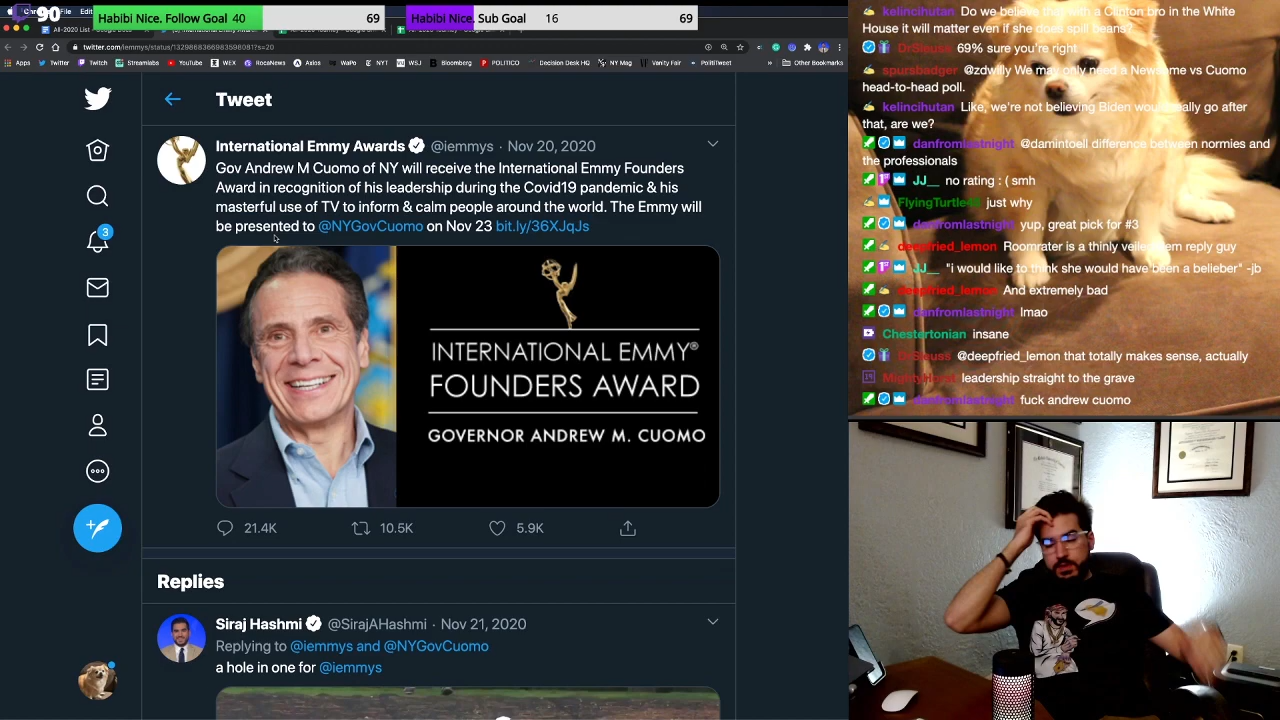 90
Habibi Nice. Follow Goal 40 69
Habibi Nice. Sub Goal 16 69
File Edit
twitter.com/iemmys/status/1329868366983598081?s=20
Apps Twitter Twitch Streamlabs YouTube WEX RocaNews Axios WaPo NYT WSJ Bloomberg POLITICO Decision Desk HQ NY Mag Vanity Fair PolitiTweet Other Bookmarks
Tweet
International Emmy Awards @iemmys · Nov 20, 2020
Gov Andrew M Cuomo of NY will receive the International Emmy Founders
Award in recognition of his leadership during the Covid19 pandemic & his
masterful use of TV to inform & calm people around the world. The Emmy will
be presented to @NYGovCuomo on Nov 23 bit.ly/36XJqJs
INTERNATIONAL EMMY®
FOUNDERS AWARD
GOVERNOR ANDREW M. CUOMO
21.4K 10.5K 5.9K
3
Replies
Siraj Hashmi @SirajAHashmi · Nov 21, 2020
Replying to @iemmys and @NYGovCuomo
a hole in one for @iemmys
kelincihutan Do we believe that with a Clinton bro in the White
House it will matter even if she does spill beans?
DrSleuss 69% sure you're right
spursbadger @zdwilly We may only need a Newsome vs Cuomo
head-to-head poll.
kelincihutan Like, we're not believing Biden would really go after
that, are we?
danfromlastnight @damintoell difference between normies and
the professionals
JJ__ no rating : ( smh
just why
danfromlastnight yup, great pick for #3
deepfried_lemon Roomrater is a thinly veiled reply guy
JJ__ "i would like to think she would have been a belieber" -jb
deepfried_lemon And extremely bad
danfromlastnight lmao
Chestertonian insane
DrSleuss @deepfried_lemon that totally makes sense, actually
leadership straight to the grave
danfromlastnight fuck andrew cuomo